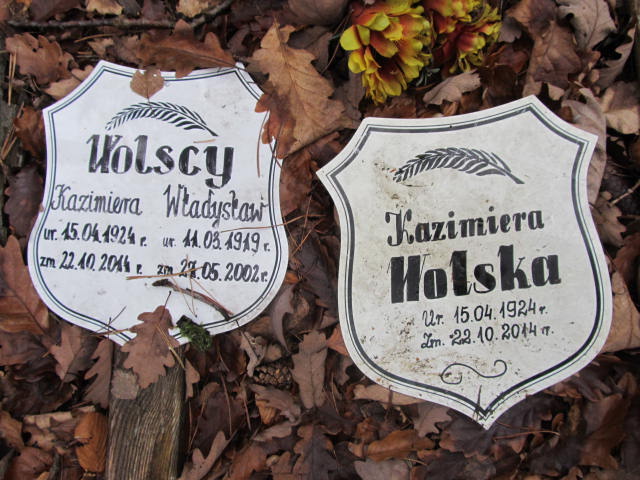 Wolscy
Kazimiera Władysław
ur. 15.04.1924 r. ur. 11.03.1919 r.
zm. 22.10.2014 r. zm. 27.05.2002 r.
Kazimiera
Wolska
Ur. 15.04.1924 r.
Zm. 22.10.2014 r.